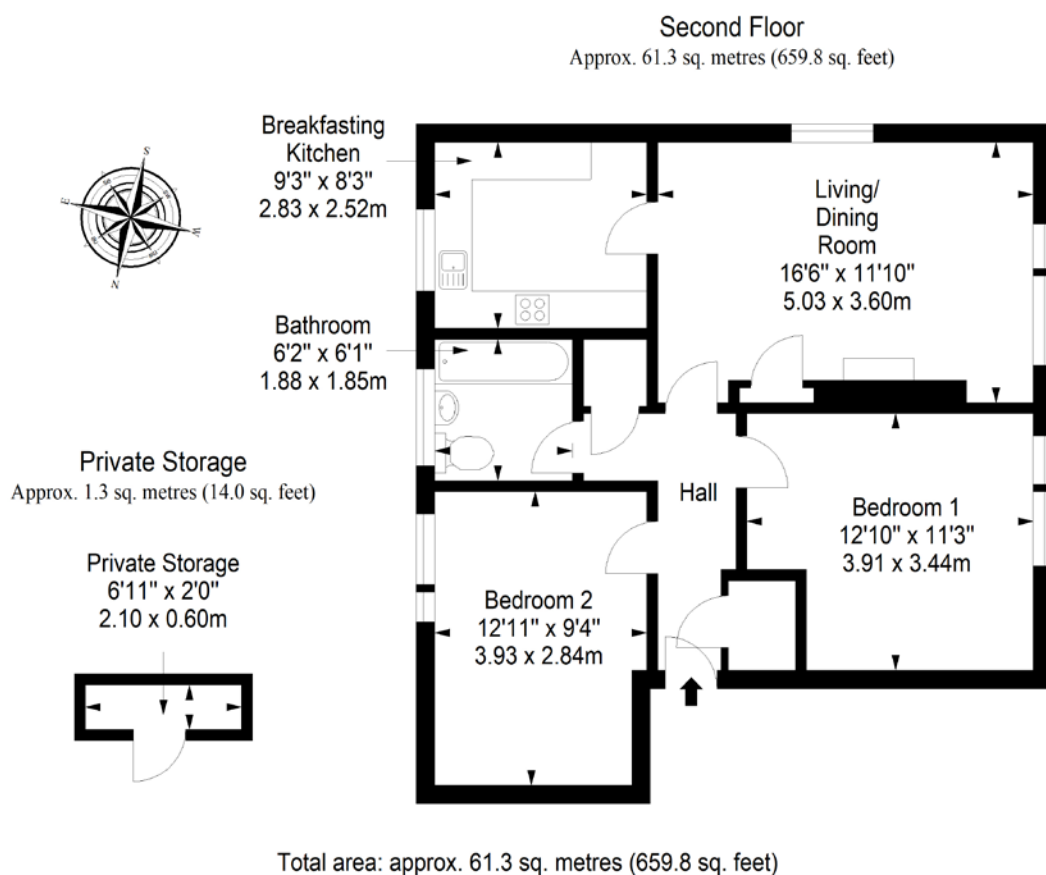 Second Floor
Approx. 61.3 sq. metres (659.8 sq. feet)
Breakfasting
Kitchen
9'3" x 8'3"
2.83 x 2.52m
Living/
Dining
Room
16'6" x 11'10"
5.03 x 3.60m
S
E
W
N
Bathroom
6'2" x 6'1"
1.88 x 1.85m
Private Storage
Approx. 1.3 sq. metres (14.0 sq. feet)
Hall
Bedroom 1
12'10" x 11'3"
3.91 x 3.44m
Private Storage
6'11" x 2'0"
2.10 x 0.60m
Bedroom 2
12'11" x 9'4"
3.93 x 2.84m
Total area: approx. 61.3 sq. metres (659.8 sq. feet)